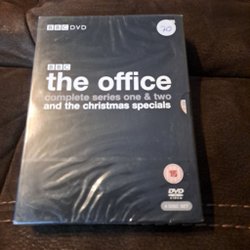 BBC DVD
BBC
the office
complete series one & two
and the christmas specials
15
DVD